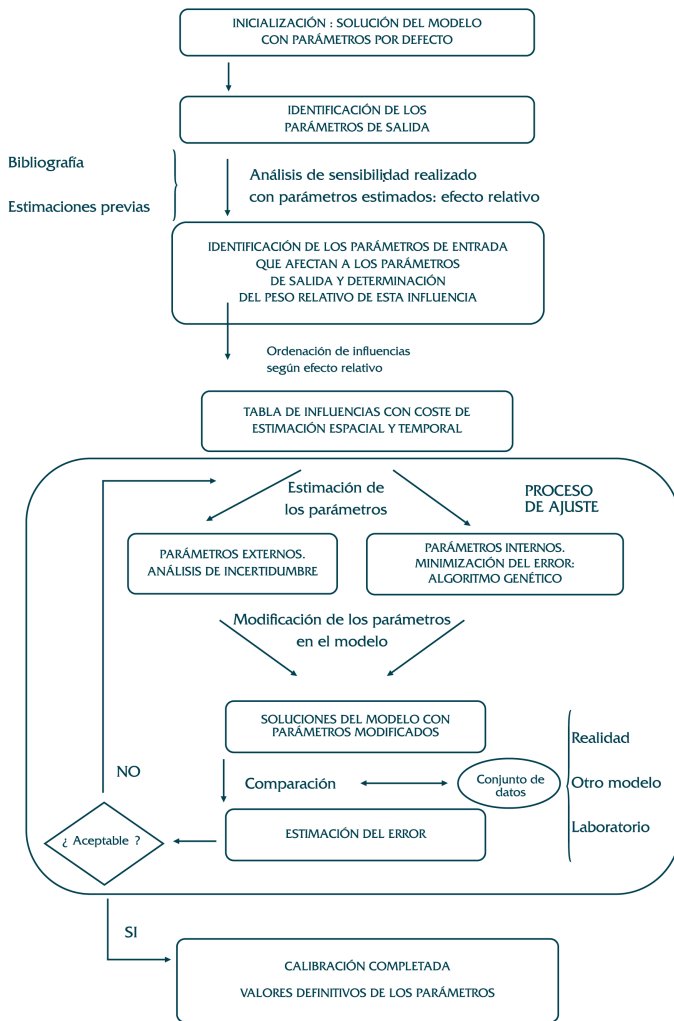 INICIALIZACIÓN : SOLUCIÓN DEL MODELO
CON PARÁMETROS POR DEFECTO
IDENTIFICACIÓN DE LOS
PARÁMETROS DE SALIDA
Bibliografía
Estimaciones previas
Análisis de sensibilidad realizado
con parámetros estimados: efecto relativo
IDENTIFICACIÓN DE LOS PARÁMETROS DE ENTRADA
QUE AFECTAN A LOS PARÁMETROS
DE SALIDA Y DETERMINACIÓN
DEL PESO RELATIVO DE ESTA INFLUENCIA
Ordenación de influencias
según efecto relativo
TABLA DE INFLUENCIAS CON COSTE DE
ESTIMACIÓN ESPACIAL Y TEMPORAL
Estimación de
los parámetros
PROCESO
DE AJUSTE
PARÁMETROS EXTERNOS.
ANÁLISIS DE INCERTIDUMBRE
PARÁMETROS INTERNOS.
MINIMIZACIÓN DEL ERROR:
ALGORITMO GENÉTICO
Modificación de los parámetros
en el modelo
SOLUCIONES DEL MODELO CON
PARÁMETROS MODIFICADOS
NO
Comparación
Conjunto de
datos
Realidad
Otro modelo
Laboratorio
ESTIMACIÓN DEL ERROR
¿ Aceptable ?
SI
CALIBRACIÓN COMPLETADA
VALORES DEFINITIVOS DE LOS PARÁMETROS